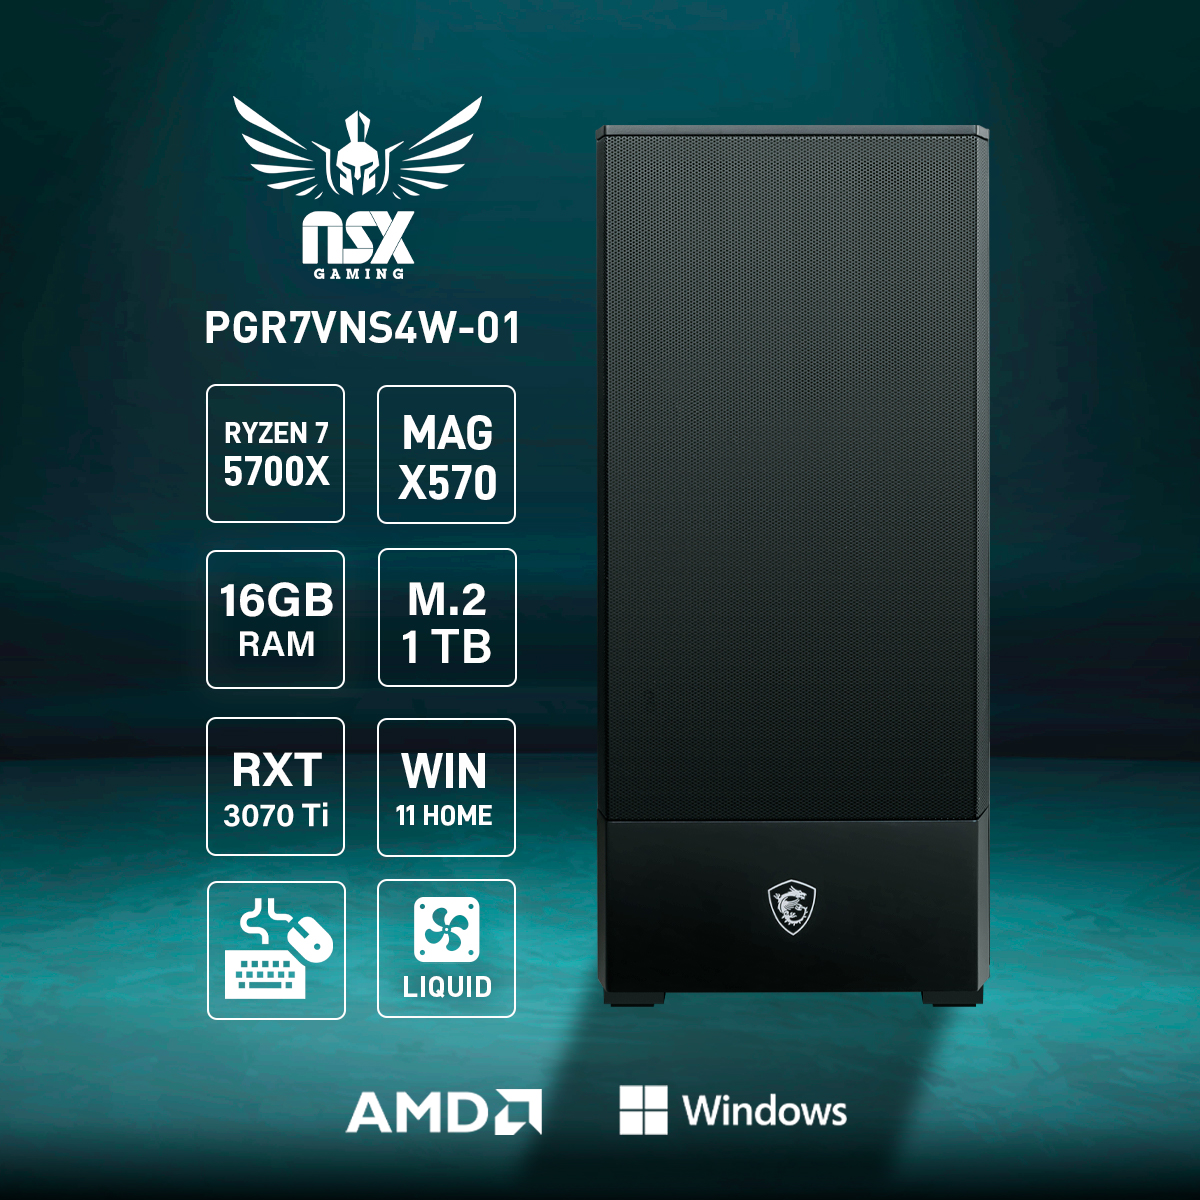 NSX
GAMING
PGR7VNS4W-01
RYZEN 7
5700X
MAG
X570
16GB
RAM
M.2
1 TB
RXT
3070 Ti
WIN
11 HOME
LIQUID
AMD
Windows